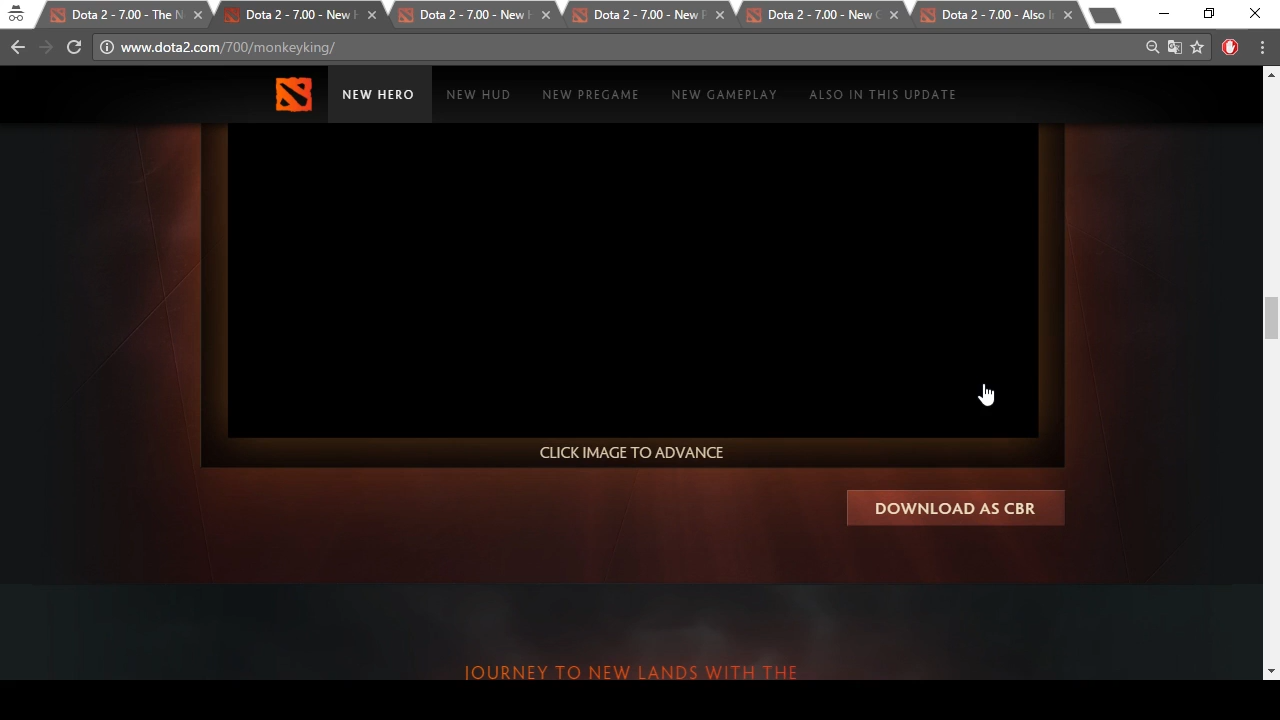 Dota 2 - 7.00 - The N
Dota 2 - 7.00 - New H
Dota 2 - 7.00 - New H
Dota 2 - 7.00 - New P
Dota 2 - 7.00 - New G
Dota 2 - 7.00 - Also I
www.dota2.com/700/monkeyking/
NEW HERO NEW HUD NEW PREGAME NEW GAMEPLAY ALSO IN THIS UPDATE
CLICK IMAGE TO ADVANCE
DOWNLOAD AS CBR
JOURNEY TO NEW LANDS WITH THE